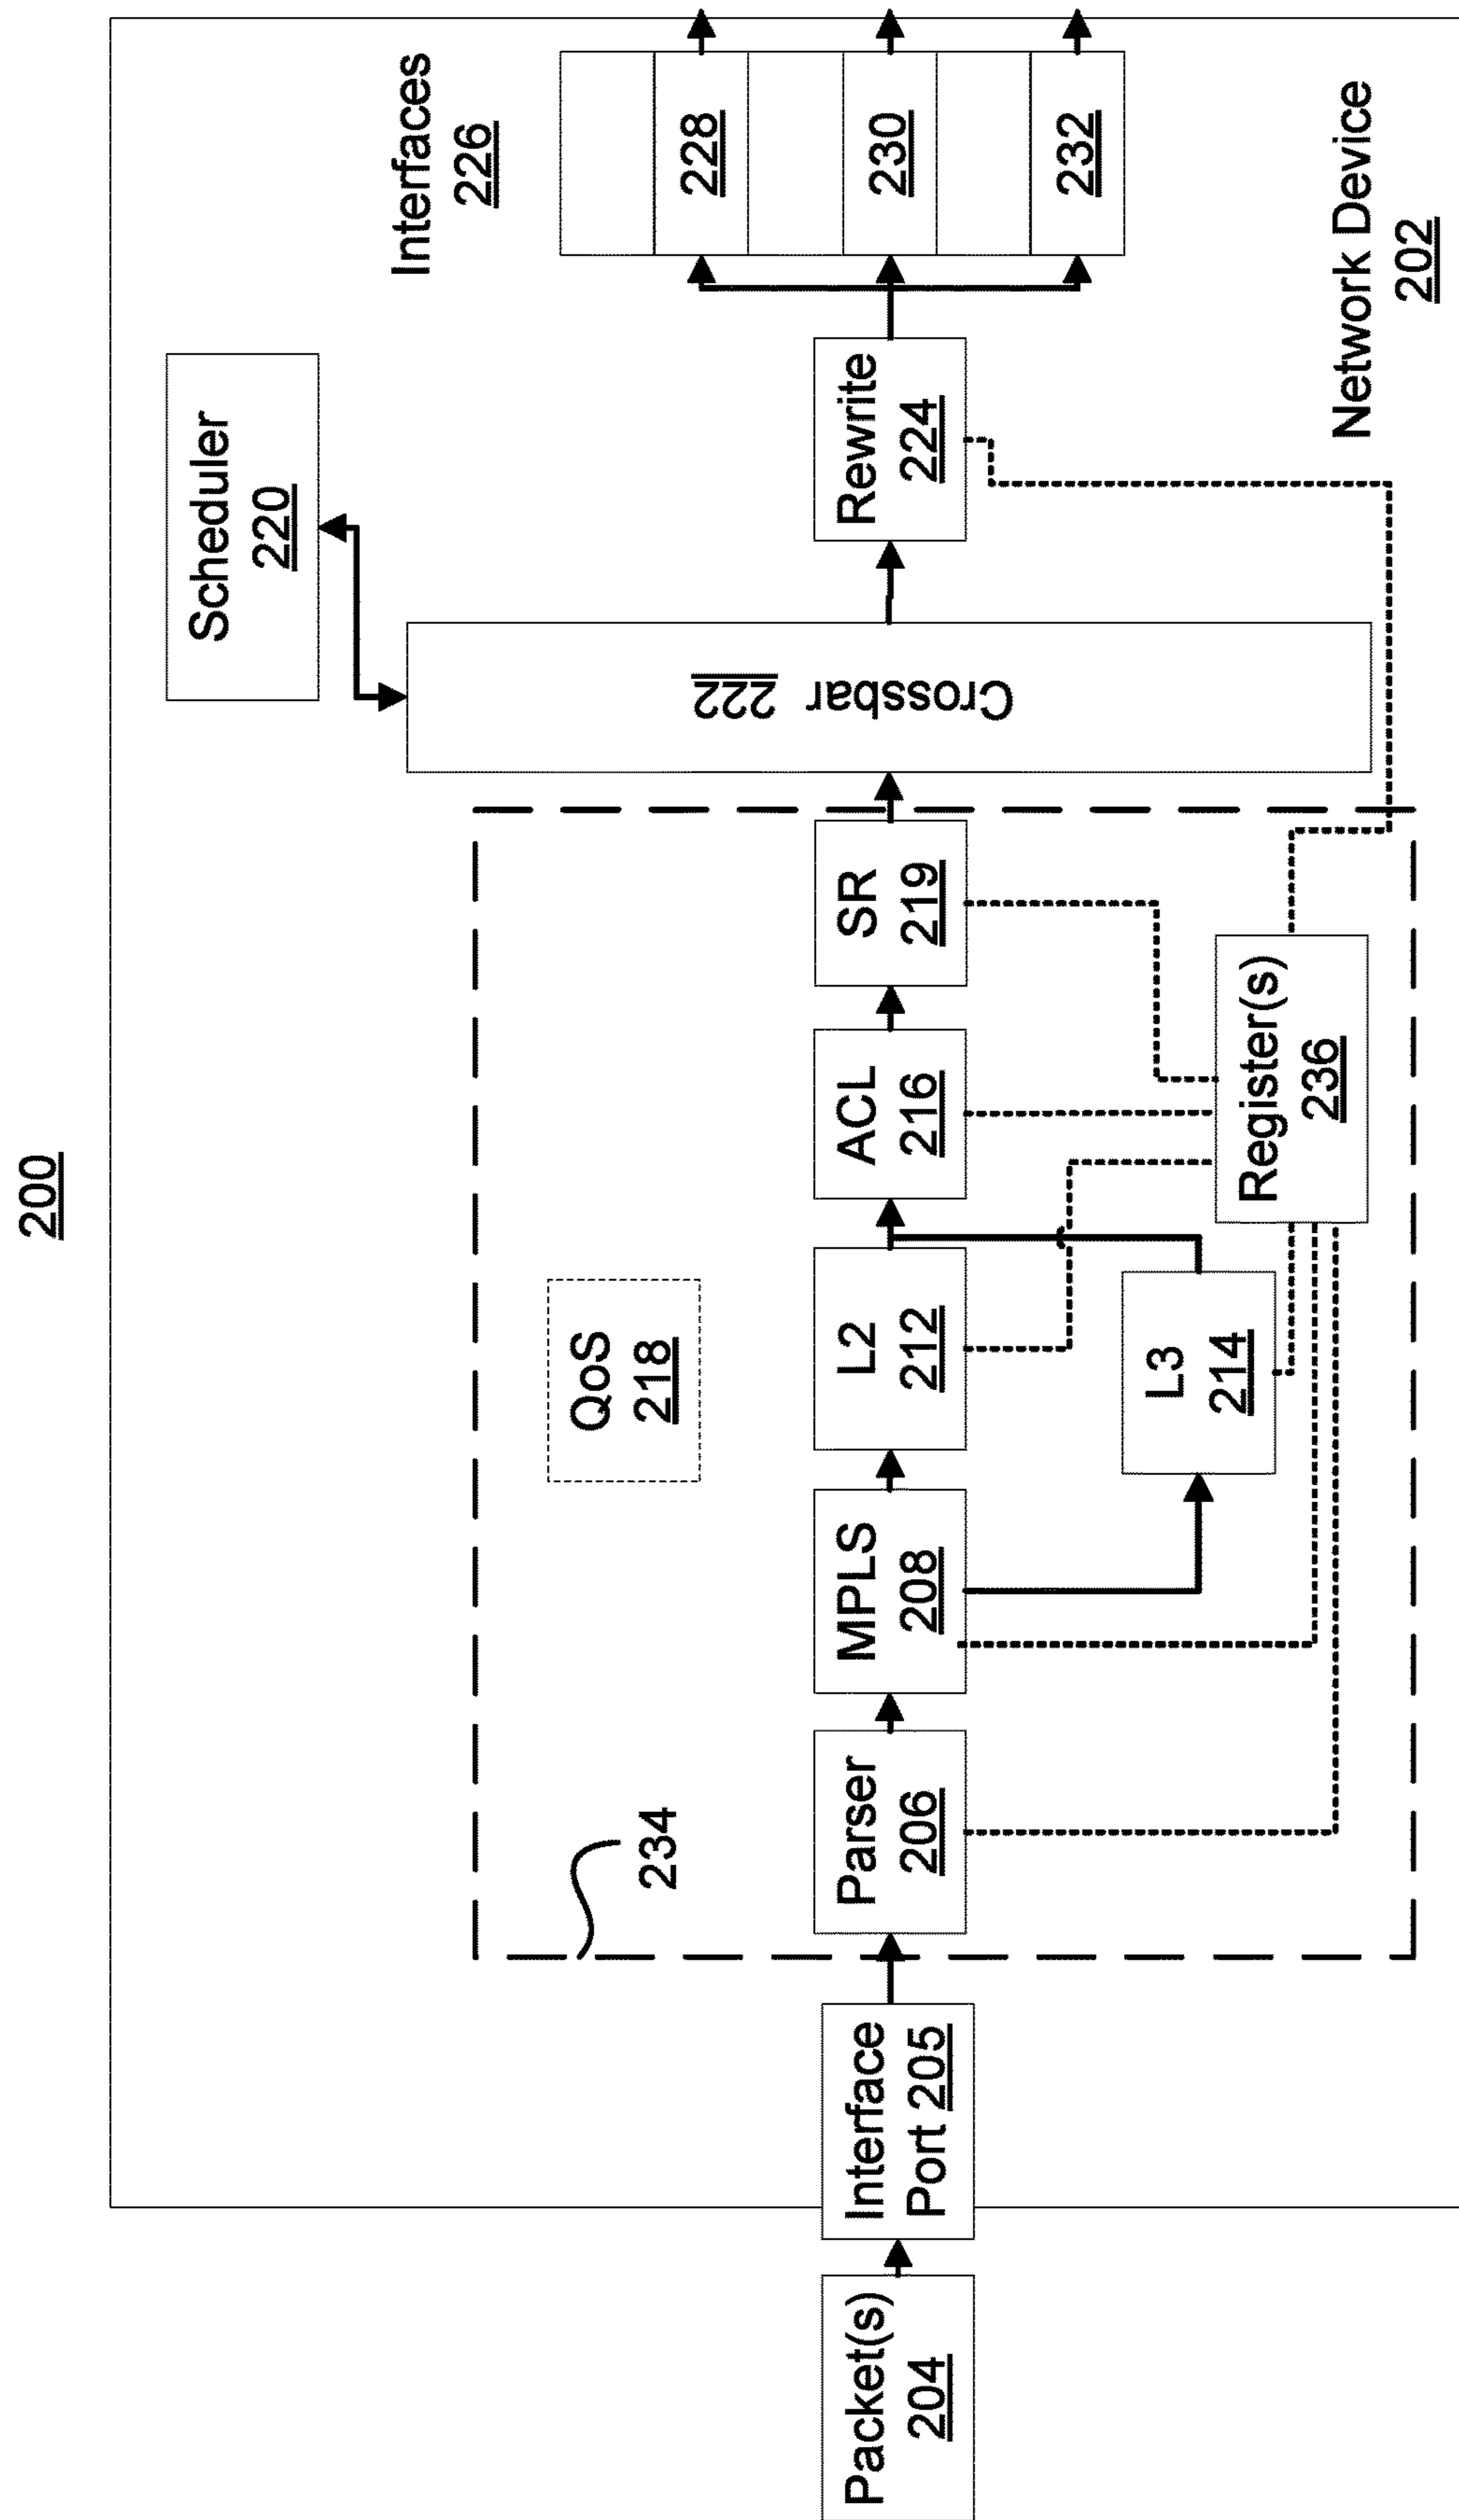 200
Scheduler
220
Interfaces
226
228
230
232
Crossbar 222
Rewrite
224
Network Device
202
234
QoS
218
Packet(s)
204
Interface
Port 205
Parser
206
MPLS
208
L2
212
L3
214
ACL
216
SR
219
Register(s)
236